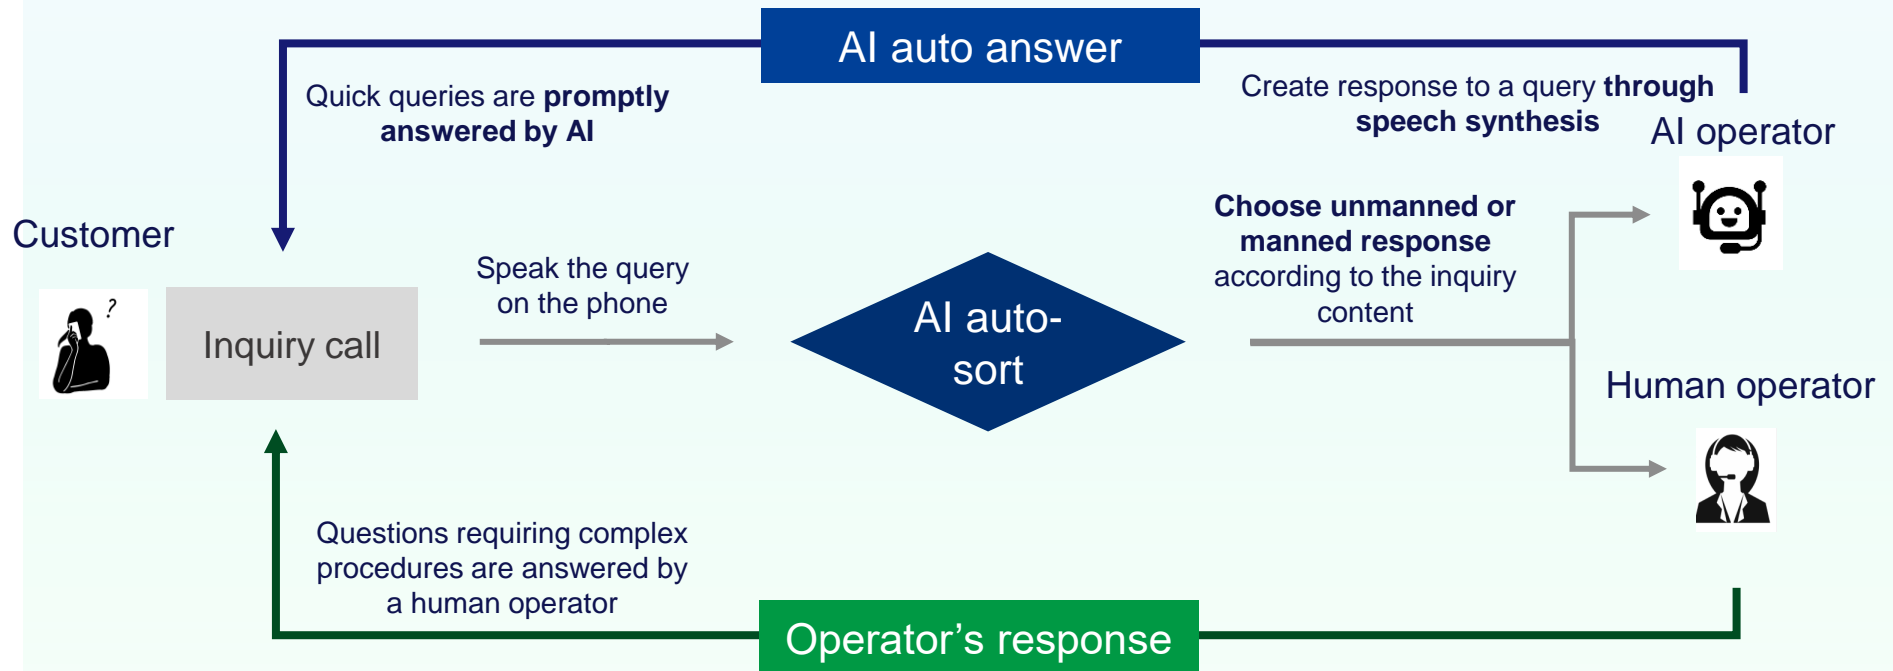 AI auto answer
Quick queries are promptly
answered by AI
Create response to a query through
speech synthesis
AI operator
Customer
?
Inquiry call
Speak the query
on the phone
AI auto-
sort
Choose unmanned or
manned response
according to the inquiry
content
Human operator
Questions requiring complex
procedures are answered by
a human operator
Operator’s response